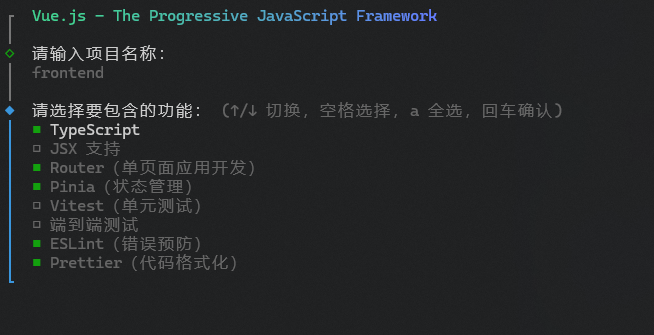 Vue.js - The Progressive JavaScript Framework
请输入项目名称：
frontend
请选择要包含的功能： (↑/↓ 切换，空格选择，a 全选，回车确认)
TypeScript
JSX 支持
Router（单页面应用开发）
Pinia（状态管理）
Vitest（单元测试）
端到端测试
ESLint（错误预防）
Prettier（代码格式化）